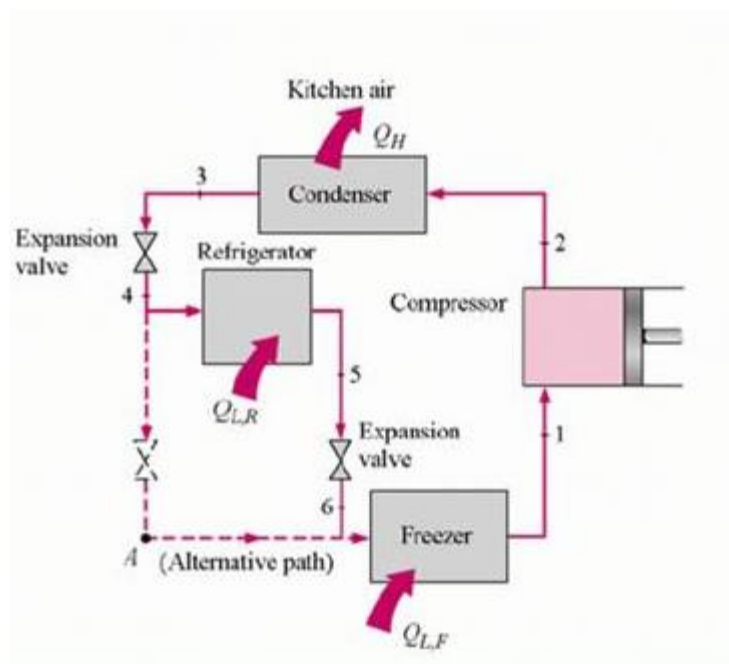 Kitchen air
Q_H
3
Condenser
Expansion
valve
Refrigerator
2
4
Compressor
5
Q_L,R
Expansion
valve
1
6
Freezer
A
(Alternative path)
Q_L,F